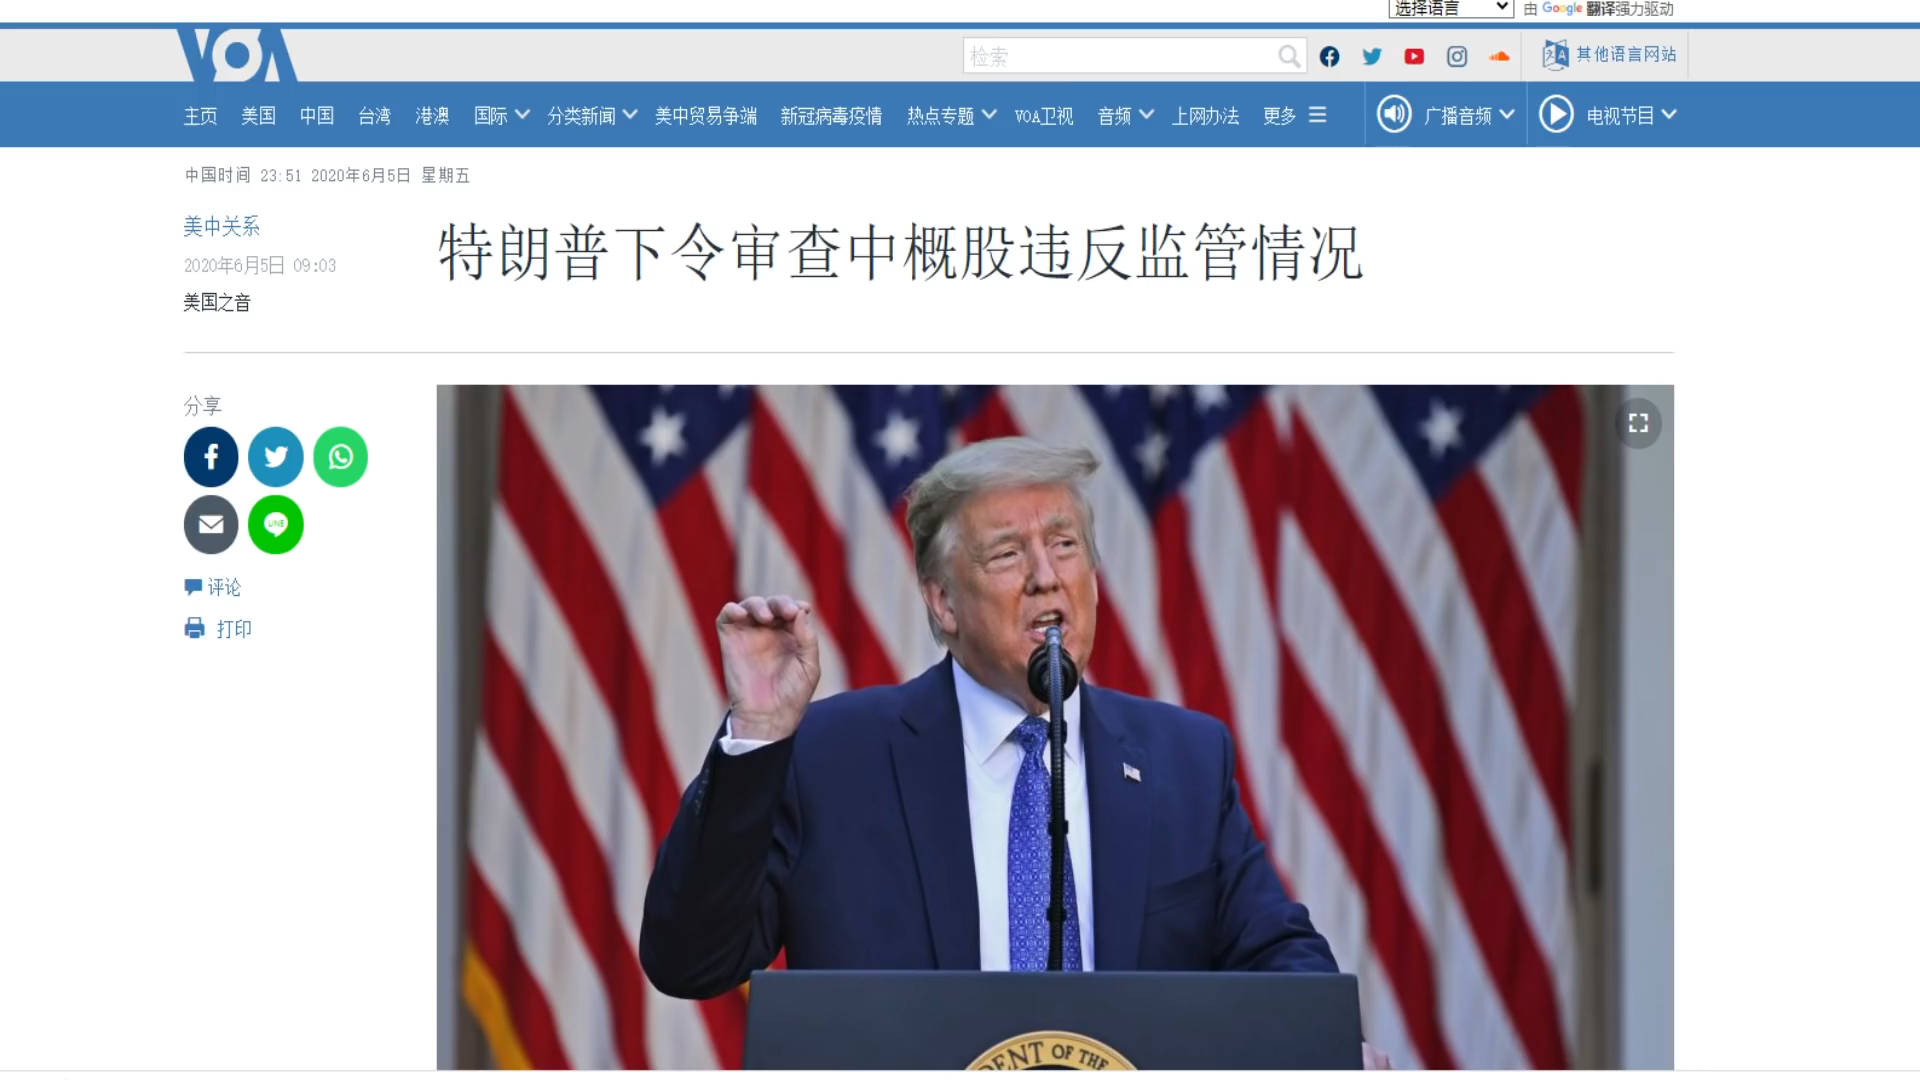 选择语言 由 Google 翻译强力驱动
VOA
检索 其他语言网站
主页 美国 中国 台湾 港澳 国际 分类新闻 美中贸易争端 新冠病毒疫情 热点专题 VOA卫视 音频 上网办法 更多 广播音频 电视节目
中国时间 23:51 2020年6月5日 星期五
美中关系
特朗普下令审查中概股违反监管情况
2020年6月5日 09:03
美国之音
分享
LINE
评论
打印
ENT OF THE